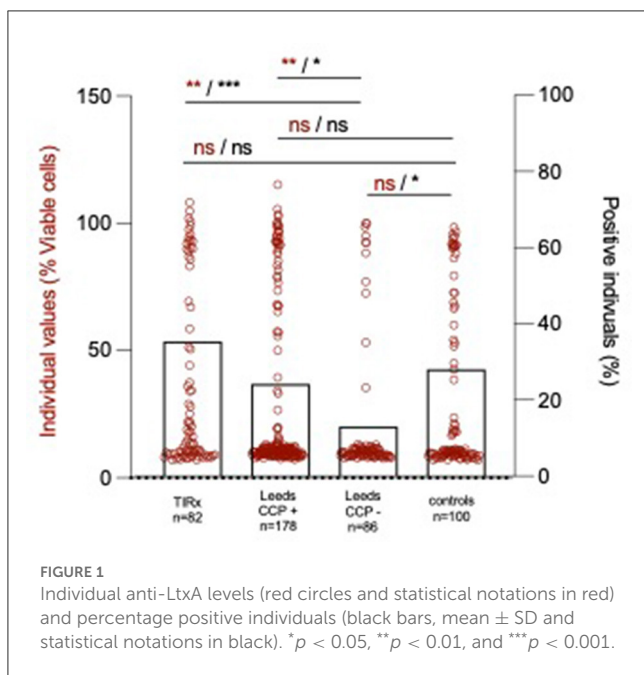 ** / *
** / ***
150
100
ns / ns
80
ns / ns
ns / *
100
60
50
40
20
0
0
Individual values (% Viable cells)
Positive indivuals (%)
TIRx
n=82
Leeds
CCP +
n=178
Leeds
CCP -
n=86
controls
n=100
FIGURE 1
Individual anti-LtxA levels (red circles and statistical notations in red)
and percentage positive individuals (black bars, mean ± SD and
statistical notations in black). *p < 0.05, **p < 0.01, and ***p < 0.001.